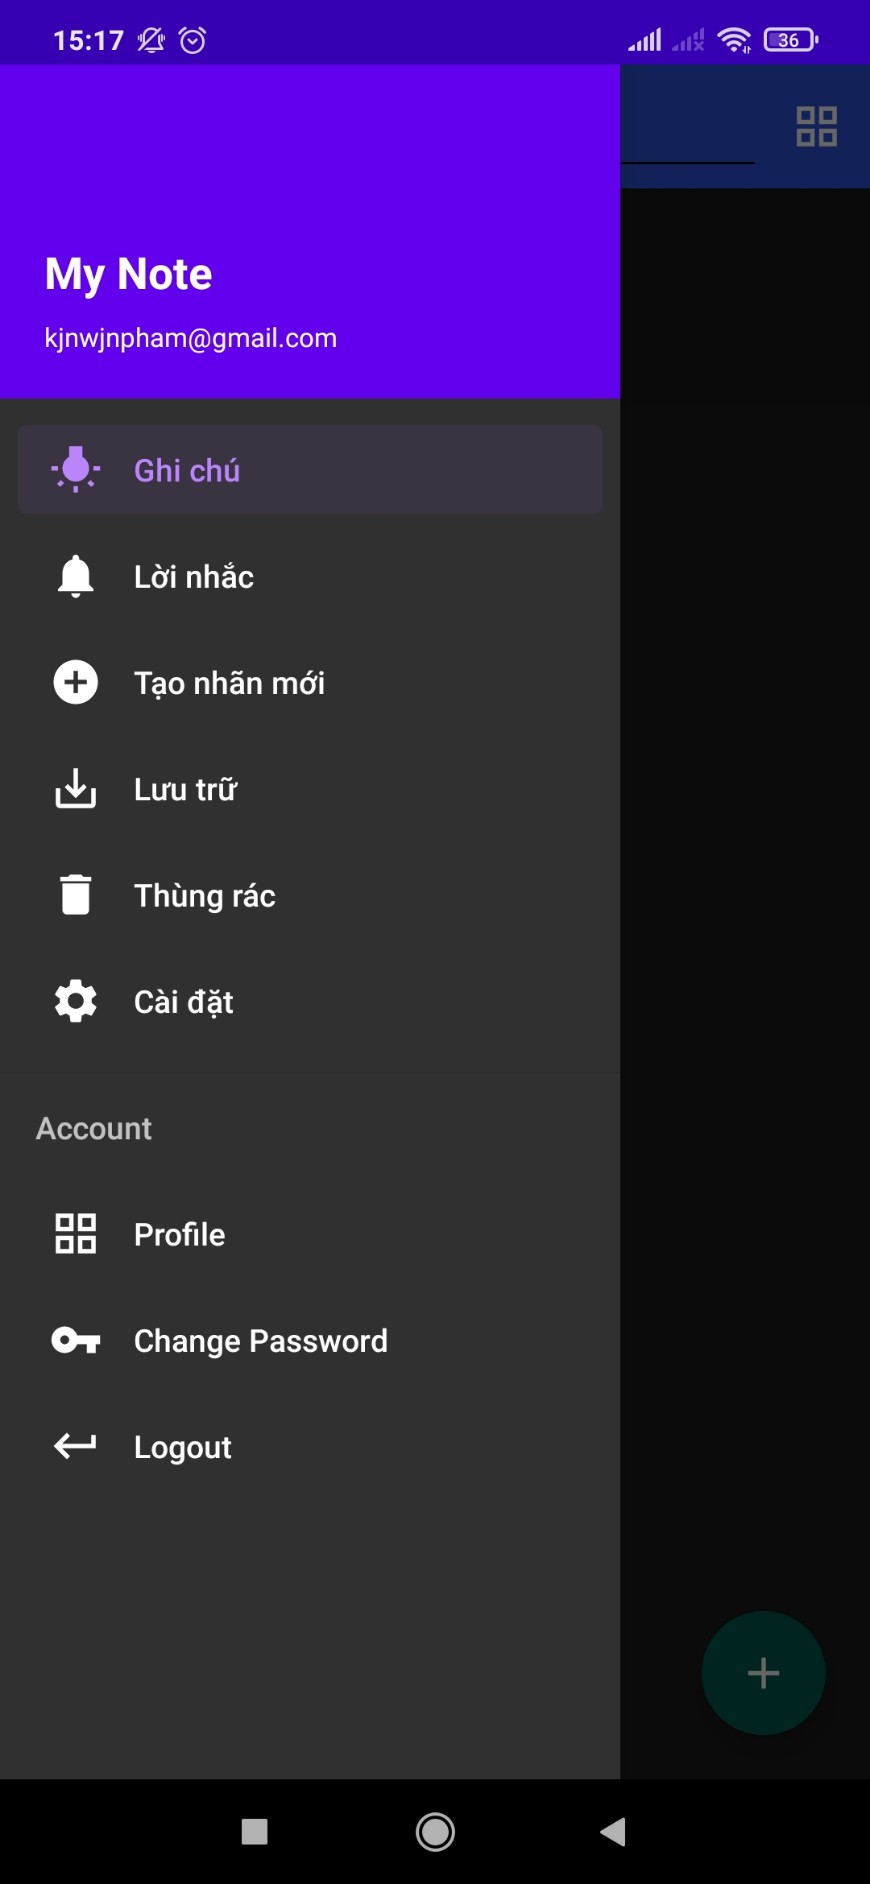 15:17
36
My Note
kjnwjnpham@gmail.com
Ghi chú
Lời nhắc
Tạo nhãn mới
Lưu trữ
Thùng rác
Cài đặt
Account
Profile
Change Password
Logout